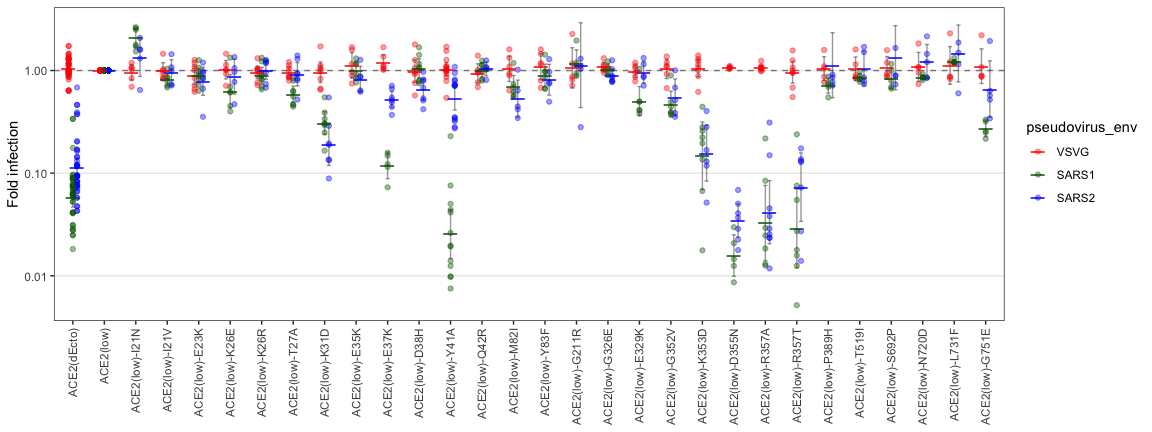 Fold infection
1.00
0.10
0.01
ACE2(dEcto)
ACE2(low)
ACE2(low)-I21N
ACE2(low)-I21V
ACE2(low)-E23K
ACE2(low)-K26E
ACE2(low)-K26R
ACE2(low)-T27A
ACE2(low)-K31D
ACE2(low)-E35K
ACE2(low)-E37K
ACE2(low)-D38H
ACE2(low)-Y41A
ACE2(low)-Q42R
ACE2(low)-M82I
ACE2(low)-Y83F
ACE2(low)-G211R
ACE2(low)-G326E
ACE2(low)-E329K
ACE2(low)-G352V
ACE2(low)-K353D
ACE2(low)-D355N
ACE2(low)-R357A
ACE2(low)-R357T
ACE2(low)-P389H
ACE2(low)-T519I
ACE2(low)-S692P
ACE2(low)-N720D
ACE2(low)-L731F
ACE2(low)-G751E
pseudovirus_env
VSVG
SARS1
SARS2